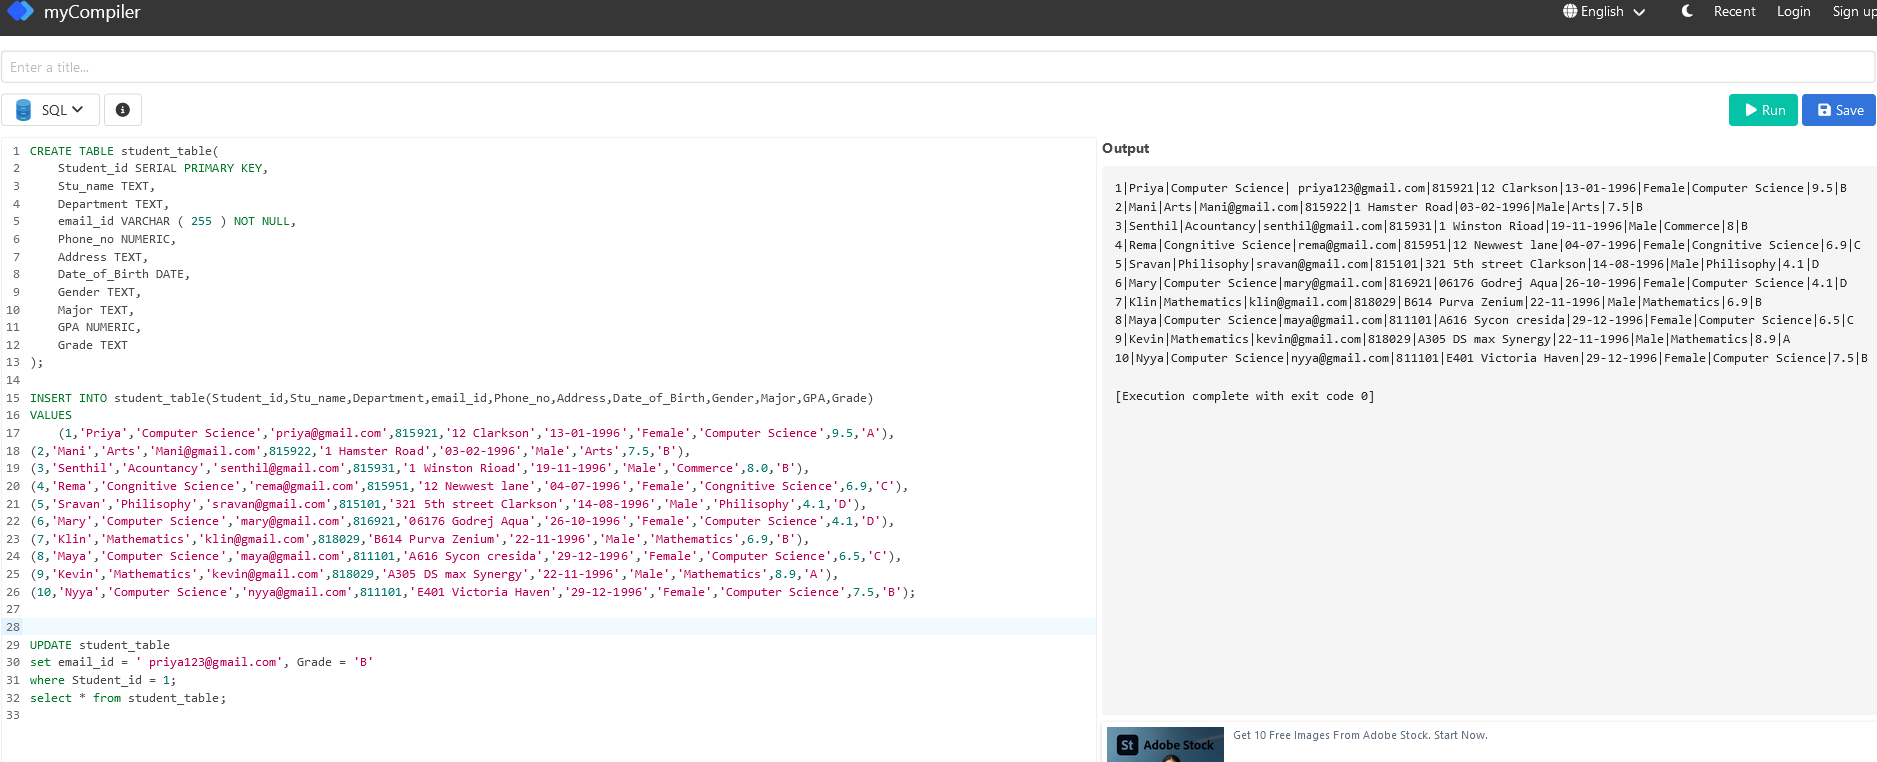 myCompiler
English
Recent
Login
Sign up
Enter a title...
SQL
Run
Save
1 CREATE TABLE student_table(
2 Student_id SERIAL PRIMARY KEY,
3 Stu_name TEXT,
4 Department TEXT,
5 email_id VARCHAR ( 255 ) NOT NULL,
6 Phone_no NUMERIC,
7 Address TEXT,
8 Date_of_Birth DATE,
9 Gender TEXT,
10 Major TEXT,
11 GPA NUMERIC,
12 Grade TEXT
13 );
14
15 INSERT INTO student_table(Student_id,Stu_name,Department,email_id,Phone_no,Address,Date_of_Birth,Gender,Major,GPA,Grade)
16 VALUES
17 (1,'Priya','Computer Science','priya@gmail.com',815921,'12 Clarkson','13-01-1996','Female','Computer Science',9.5,'A'),
18 (2,'Mani','Arts','Mani@gmail.com',815922,'1 Hamster Road','03-02-1996','Male','Arts',7.5,'B'),
19 (3,'Senthil','Acountancy','senthil@gmail.com',815931,'1 Winston Rioad','19-11-1996','Male','Commerce',8.0,'B'),
20 (4,'Rema','Congnitive Science','rema@gmail.com',815951,'12 Newwest lane','04-07-1996','Female','Congnitive Science',6.9,'C'),
21 (5,'Sravan','Philisophy','sravan@gmail.com',815101,'321 5th street Clarkson','14-08-1996','Male','Philisophy',4.1,'D'),
22 (6,'Mary','Computer Science','mary@gmail.com',816921,'06176 Godrej Aqua','26-10-1996','Female','Computer Science',4.1,'D'),
23 (7,'Klin','Mathematics','klin@gmail.com',818029,'B614 Purva Zenium','22-11-1996','Male','Mathematics',6.9,'B'),
24 (8,'Maya','Computer Science','maya@gmail.com',811101,'A616 Sycon cresida','29-12-1996','Female','Computer Science',6.5,'C'),
25 (9,'Kevin','Mathematics','kevin@gmail.com',818029,'A305 DS max Synergy','22-11-1996','Male','Mathematics',8.9,'A'),
26 (10,'Nyya','Computer Science','nyya@gmail.com',811101,'E401 Victoria Haven','29-12-1996','Female','Computer Science',7.5,'B');
27
28
29 UPDATE student_table
30 set email_id = ' priya123@gmail.com', Grade = 'B'
31 where Student_id = 1;
32 select * from student_table;
33
Output
1|Priya|Computer Science| priya123@gmail.com|815921|12 Clarkson|13-01-1996|Female|Computer Science|9.5|B
2|Mani|Arts|Mani@gmail.com|815922|1 Hamster Road|03-02-1996|Male|Arts|7.5|B
3|Senthil|Acountancy|senthil@gmail.com|815931|1 Winston Rioad|19-11-1996|Male|Commerce|8|B
4|Rema|Congnitive Science|rema@gmail.com|815951|12 Newwest lane|04-07-1996|Female|Congnitive Science|6.9|C
5|Sravan|Philisophy|sravan@gmail.com|815101|321 5th street Clarkson|14-08-1996|Male|Philisophy|4.1|D
6|Mary|Computer Science|mary@gmail.com|816921|06176 Godrej Aqua|26-10-1996|Female|Computer Science|4.1|D
7|Klin|Mathematics|klin@gmail.com|818029|B614 Purva Zenium|22-11-1996|Male|Mathematics|6.9|B
8|Maya|Computer Science|maya@gmail.com|811101|A616 Sycon cresida|29-12-1996|Female|Computer Science|6.5|C
9|Kevin|Mathematics|kevin@gmail.com|818029|A305 DS max Synergy|22-11-1996|Male|Mathematics|8.9|A
10|Nyya|Computer Science|nyya@gmail.com|811101|E401 Victoria Haven|29-12-1996|Female|Computer Science|7.5|B
[Execution complete with exit code 0]
St Adobe Stock
Get 10 Free Images From Adobe Stock. Start Now.